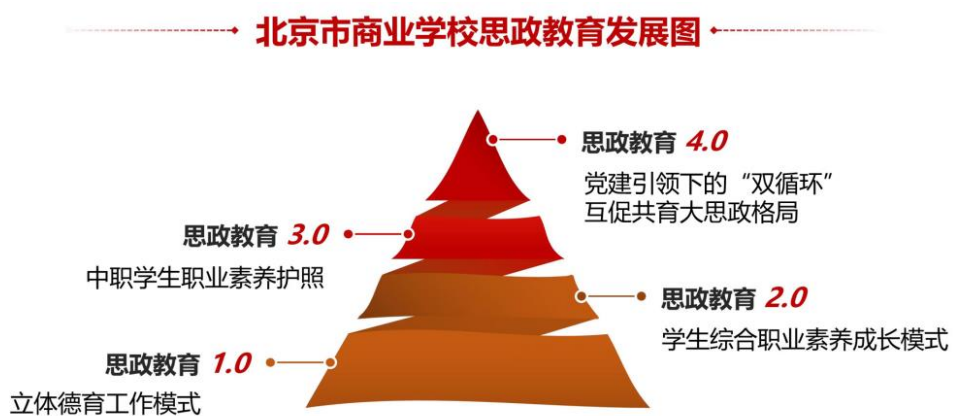 北京市商业学校思政教育发展图
思政教育 4.0
党建引领下的“双循环”
互促共育大思政格局
思政教育 3.0
中职学生职业素养护照
思政教育 2.0
学生综合职业素养成长模式
思政教育 1.0
立体德育工作模式